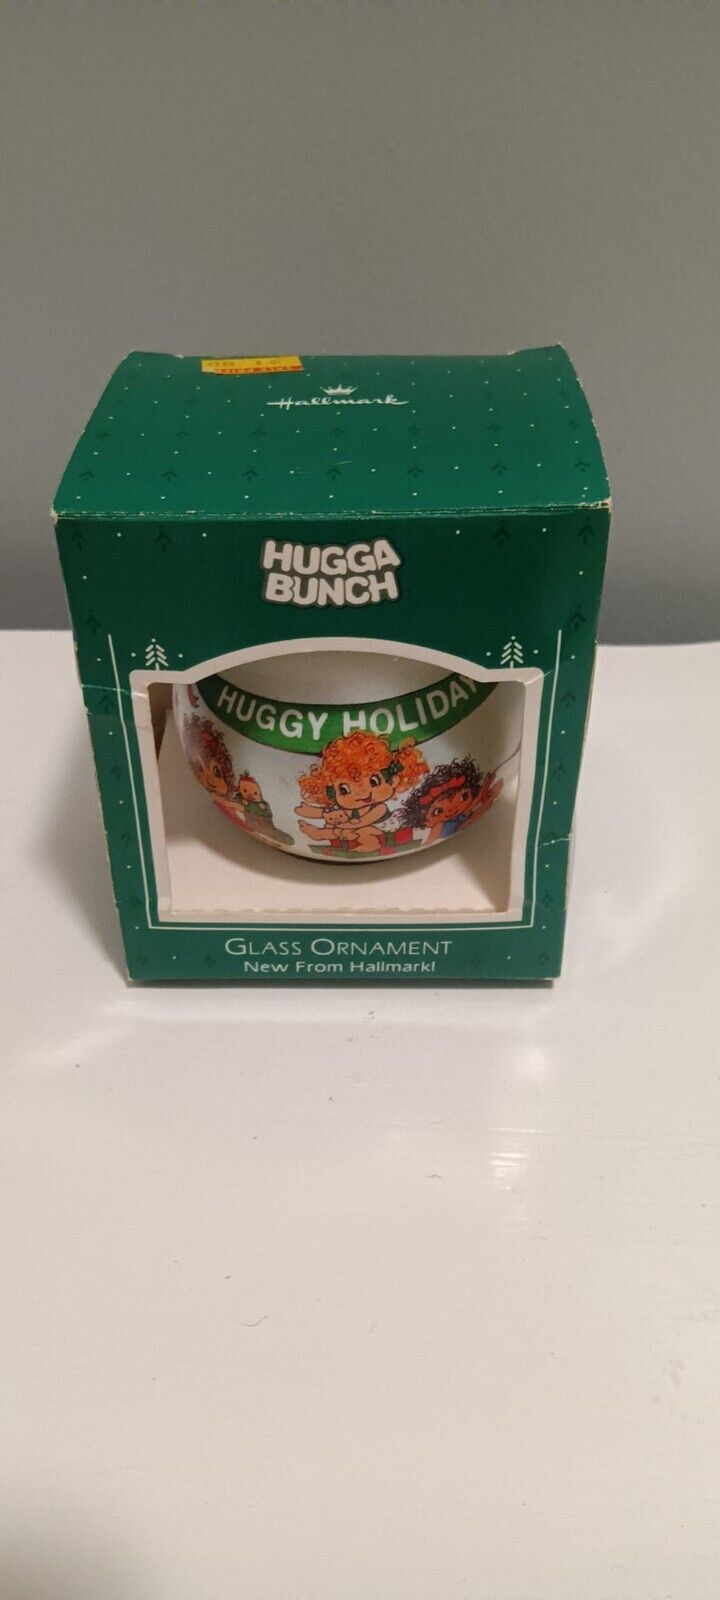 Hallmark
HUGGA
BUNCH
HUGGY HOLIDAY
GLASS ORNAMENT
New From Hallmark!